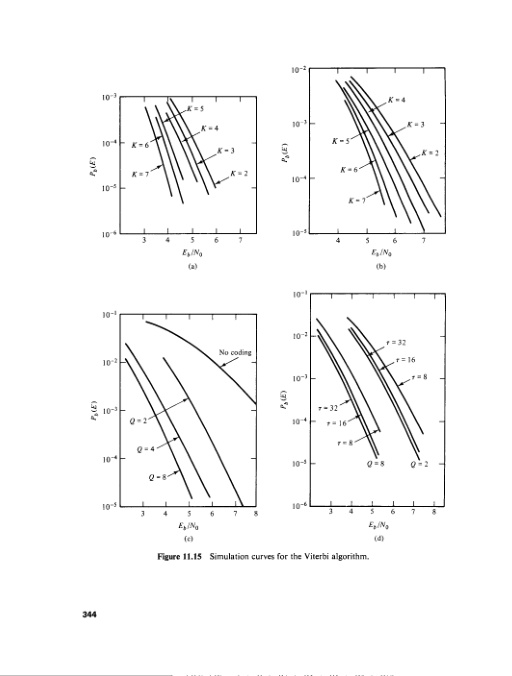 10⁻³
10⁻⁴
10⁻⁵
10⁻⁶
P_b(E)
K = 5
K = 4
K = 6
K = 3
K = 7
K = 2
3 4 5 6 7
E_b/N_0
(a)
10⁻²
10⁻³
10⁻⁴
10⁻⁵
P_b(E)
K = 4
K = 3
K = 5
K = 2
K = 6
K = 7
4 5 6 7
E_b/N_0
(b)
10⁻¹
10⁻²
10⁻³
10⁻⁴
10⁻⁵
P_b(E)
No coding
Q = 2
Q = 4
Q = 8
3 4 5 6 7 8
E_b/N_0
(c)
10⁻¹
10⁻²
10⁻³
10⁻⁴
10⁻⁵
10⁻⁶
P_b(E)
τ = 32
τ = 16
τ = 8
τ = 32
τ = 16
τ = 8
Q = 8 Q = 2
3 4 5 6 7 8
E_b/N_0
(d)
Figure 11.15 Simulation curves for the Viterbi algorithm.
344